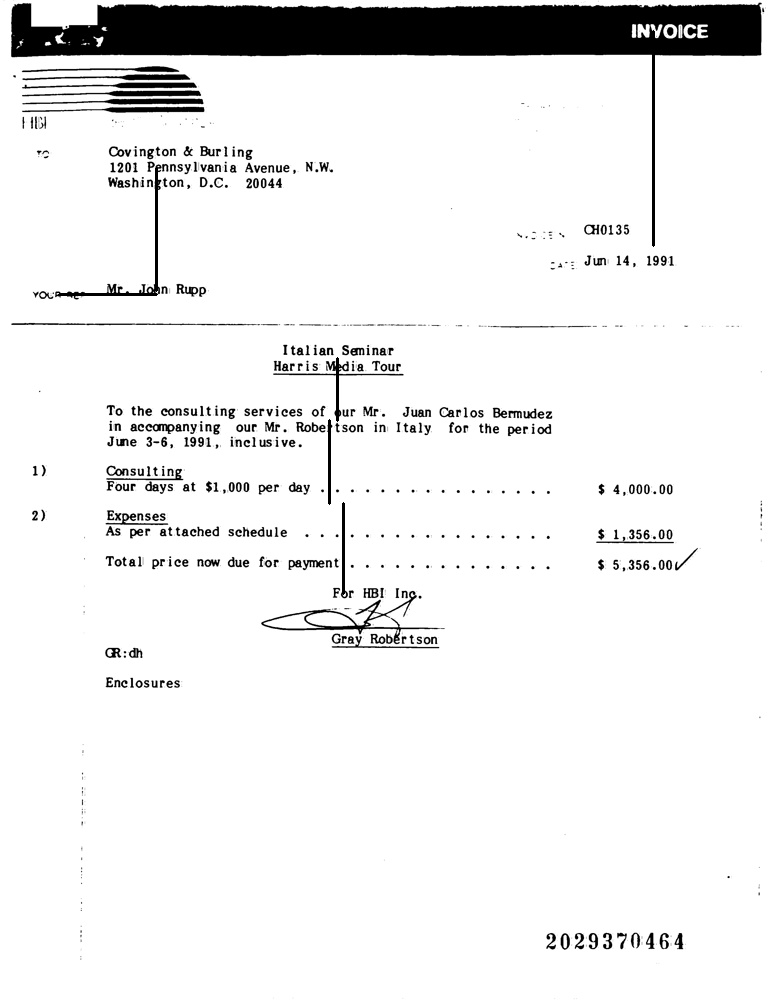 INVOICE
HBI
TO
Covington & Burling
1201 Pennsylvania Avenue, N.W.
Washington, D.C. 20044
CH0135
DATE Jun 14, 1991
YOUR REF Mr. John Rupp
Italian Seminar
Harris Media Tour
To the consulting services of our Mr. Juan Carlos Bermudez
in accompanying our Mr. Robertson in Italy for the period
June 3-6, 1991, inclusive.
1) Consulting
Four days at $1,000 per day . . . . . . . . . . . . . . . . $ 4,000.00
2) Expenses
As per attached schedule . . . . . . . . . . . . . . . . . $ 1,356.00
Total price now due for payment . . . . . . . . . . . . . . $ 5,356.00
For HBI Inc.
Gray Robertson
GR:dh
Enclosures
2029370464